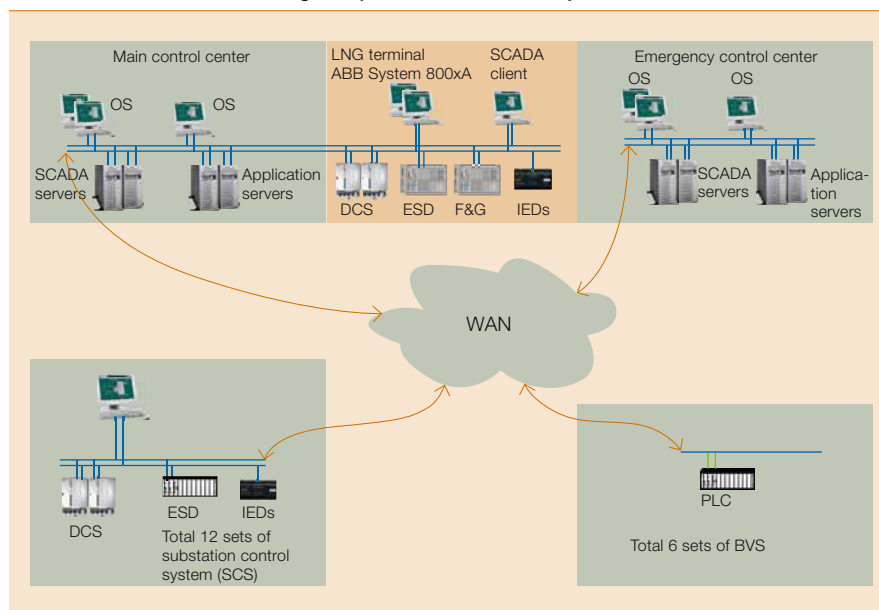 Main control center
OS
OS
SCADA
servers
Application
servers
LNG terminal
ABB System 800xA
SCADA
client
DCS
ESD
F&G
IEDs
Emergency control center
OS
OS
SCADA
servers
Applica-
tion
servers
WAN
DCS
ESD
IEDs
Total 12 sets of
substation control
system (SCS)
PLC
Total 6 sets of BVS